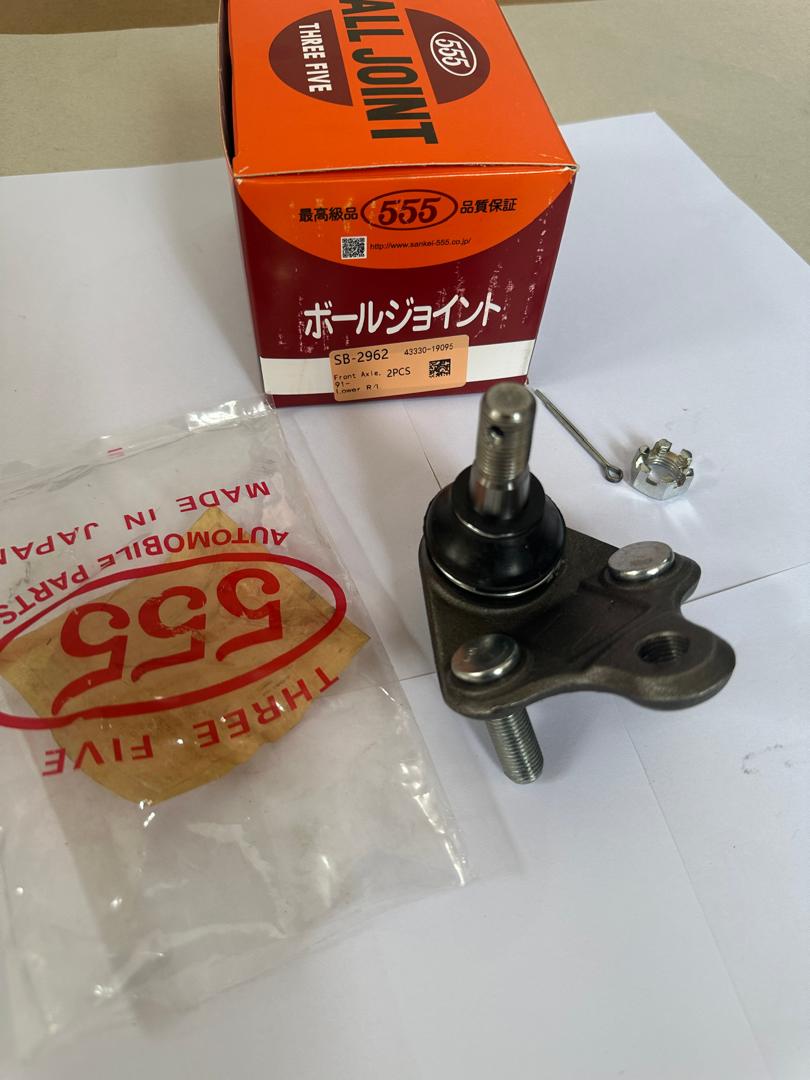 ALL JOINT
THREE FIVE
555
最高級品 555 品質保証
http://www.sankei-555.co.jp/
ボールジョイント
SB-2962 43330-19095
Front Axle. 2PCS
91-
Lower R/l
MADE IN JAPAN
AUTOMOBILE PARTS
555
THREE FIVE